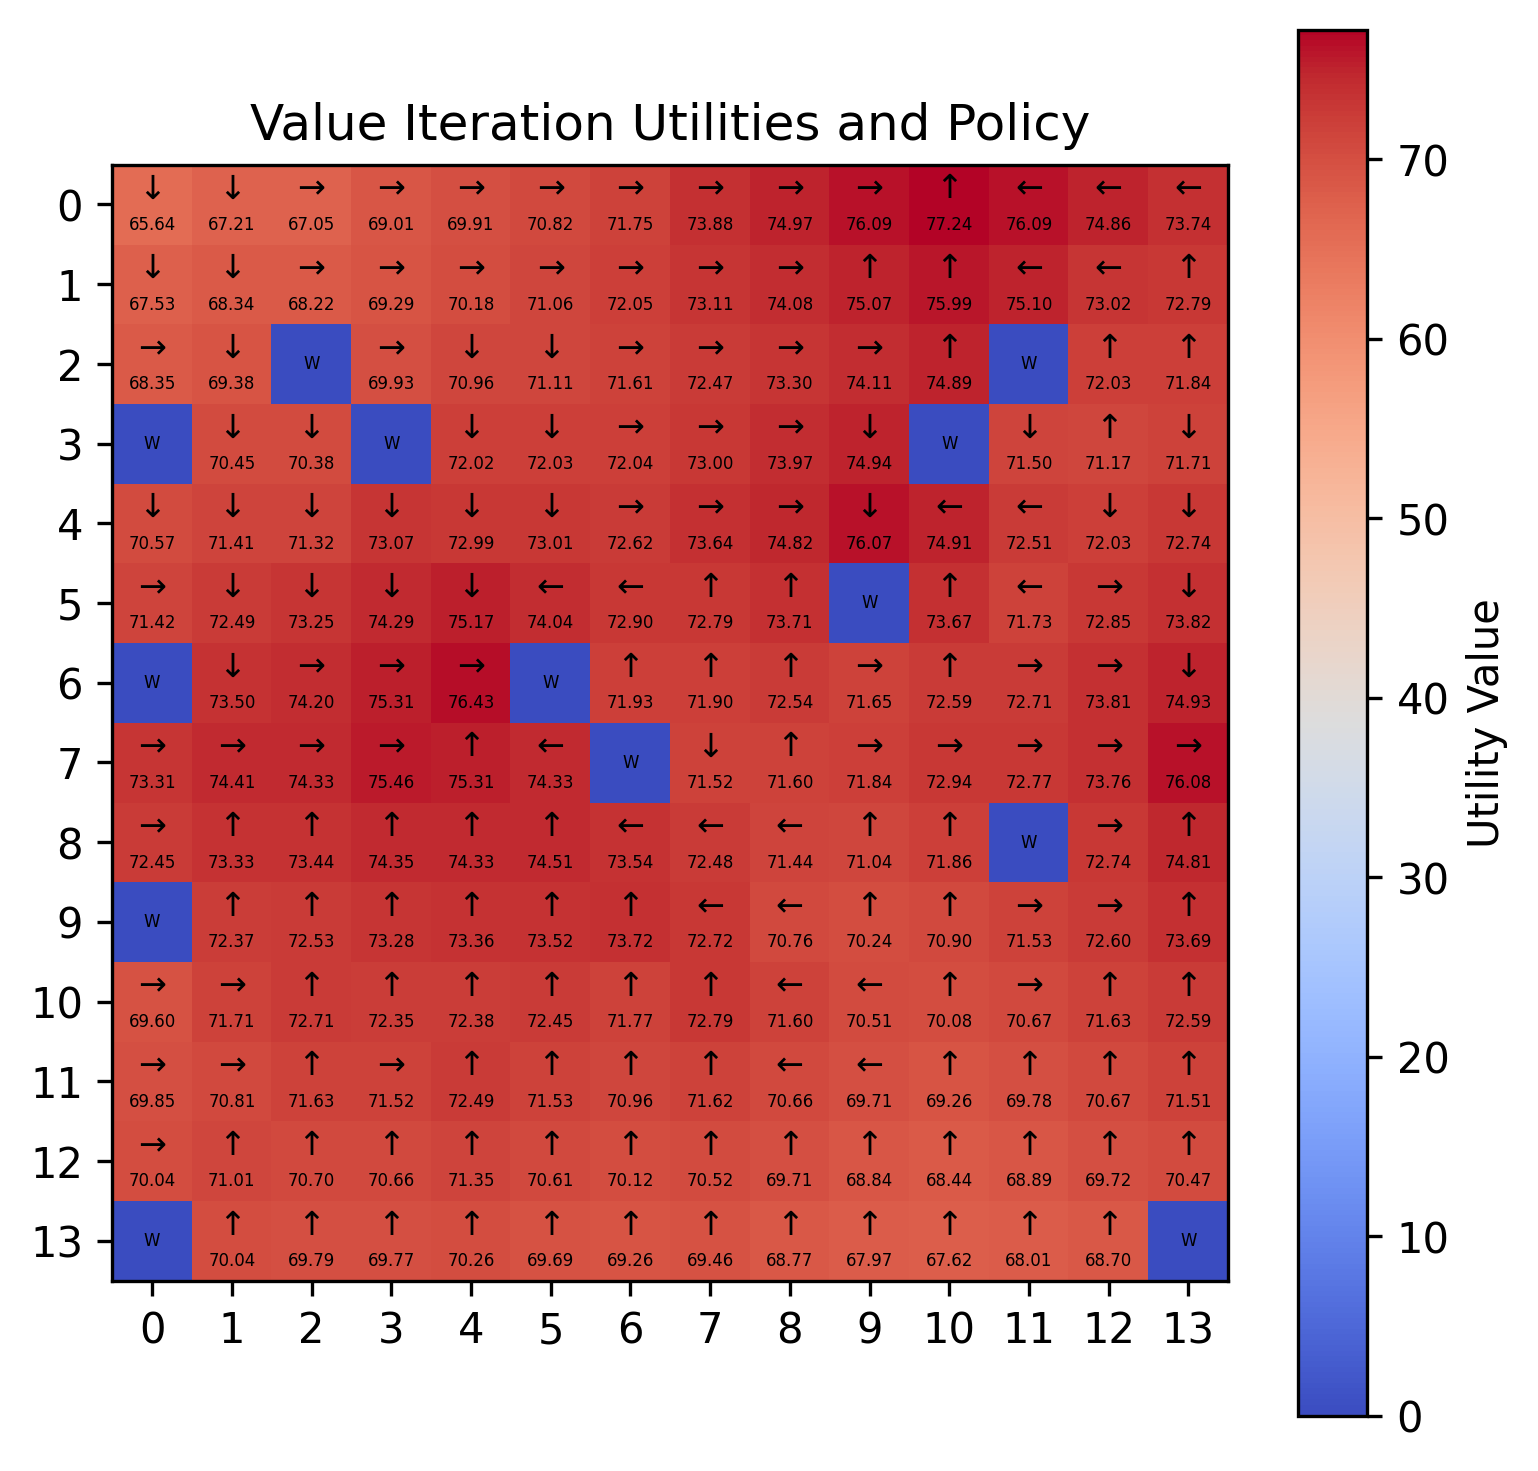 Value Iteration Utilities and Policy
0 ↓ ↓ → → → → → → → → ↑ ← ← ←
65.64 67.21 67.05 69.01 69.91 70.82 71.75 73.88 74.97 76.09 77.24 76.09 74.86 73.74
1 ↓ ↓ → → → → → → → ↑ ↑ ← ← ↑
67.53 68.34 68.22 69.29 70.18 71.06 72.05 73.11 74.08 75.07 75.99 75.10 73.02 72.79
2 → ↓ W → ↓ ↓ → → → → ↑ W ↑ ↑
68.35 69.38 69.93 70.96 71.11 71.61 72.47 73.30 74.11 74.89 72.03 71.84
3 W ↓ ↓ W ↓ ↓ → → → ↓ W ↓ ↑ ↓
70.45 70.38 72.02 72.03 72.04 73.00 73.97 74.94 71.50 71.17 71.71
4 ↓ ↓ ↓ ↓ ↓ ↓ → → → ↓ ← ← ↓ ↓
70.57 71.41 71.32 73.07 72.99 73.01 72.62 73.64 74.82 76.07 74.91 72.51 72.03 72.74
5 → ↓ ↓ ↓ ↓ ← ← ↑ ↑ W ↑ ← → ↓
71.42 72.49 73.25 74.29 75.17 74.04 72.90 72.79 73.71 73.67 71.73 72.85 73.82
6 W ↓ → → → W ↑ ↑ ↑ → ↑ → → ↓
73.50 74.20 75.31 76.43 71.93 71.90 72.54 71.65 72.59 72.71 73.81 74.93
7 → → → → ↑ ← W ↓ ↑ → → → → →
73.31 74.41 74.33 75.46 75.31 74.33 71.52 71.60 71.84 72.94 72.77 73.76 76.08
8 → ↑ ↑ ↑ ↑ ↑ ← ← ← ↑ ↑ W → ↑
72.45 73.33 73.44 74.35 74.33 74.51 73.54 72.48 71.44 71.04 71.86 72.74 74.81
9 W ↑ ↑ ↑ ↑ ↑ ↑ ← ← ↑ ↑ → → ↑
72.37 72.53 73.28 73.36 73.52 73.72 72.72 70.76 70.24 70.90 71.53 72.60 73.69
10 → → ↑ ↑ ↑ ↑ ↑ ↑ ← ← ↑ → ↑ ↑
69.60 71.71 72.71 72.35 72.38 72.45 71.77 72.79 71.60 70.51 70.08 70.67 71.63 72.59
11 → → ↑ → ↑ ↑ ↑ ↑ ← ← ↑ ↑ ↑ ↑
69.85 70.81 71.63 71.52 72.49 71.53 70.96 71.62 70.66 69.71 69.26 69.78 70.67 71.51
12 → ↑ ↑ ↑ ↑ ↑ ↑ ↑ ↑ ↑ ↑ ↑ ↑ ↑
70.04 71.01 70.70 70.66 71.35 70.61 70.12 70.52 69.71 68.84 68.44 68.89 69.72 70.47
13 W ↑ ↑ ↑ ↑ ↑ ↑ ↑ ↑ ↑ ↑ ↑ ↑ W
70.04 69.79 69.77 70.26 69.69 69.26 69.46 68.77 67.97 67.62 68.01 68.70
0 1 2 3 4 5 6 7 8 9 10 11 12 13
70
60
50
40
30
20
10
0
Utility Value